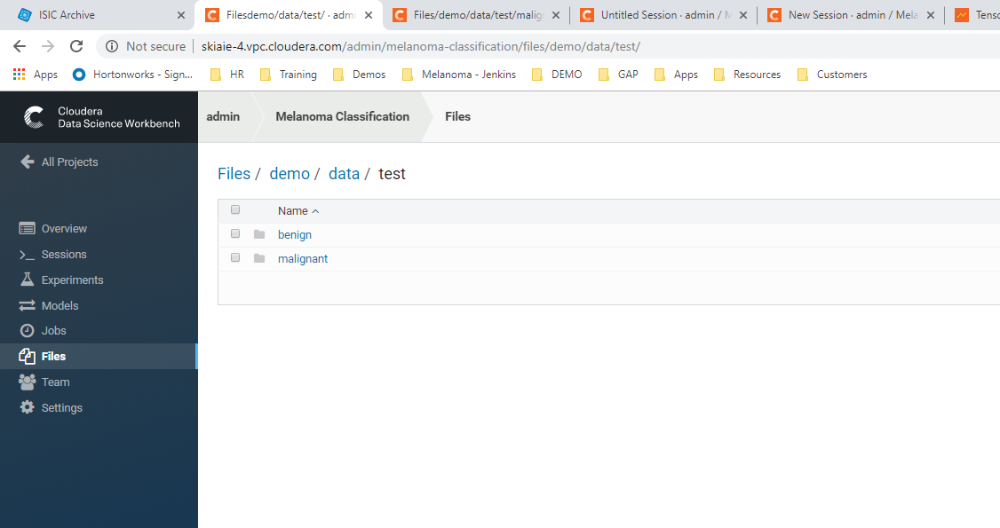 ISIC Archive
Filesdemo/data/test/ · admi
Files/demo/data/test/malig
Untitled Session · admin / M
New Session · admin / Mela
Tenso
Not secure
skiaie-4.vpc.cloudera.com/admin/melanoma-classification/files/demo/data/test/
Apps
Hortonworks - Sign...
HR
Training
Demos
Melanoma - Jenkins
DEMO
GAP
Apps
Resources
Customers
Cloudera
Data Science Workbench
admin
Melanoma Classification
Files
All Projects
Overview
Sessions
Experiments
Models
Jobs
Files
Team
Settings
Files / demo / data / test
Name
benign
malignant